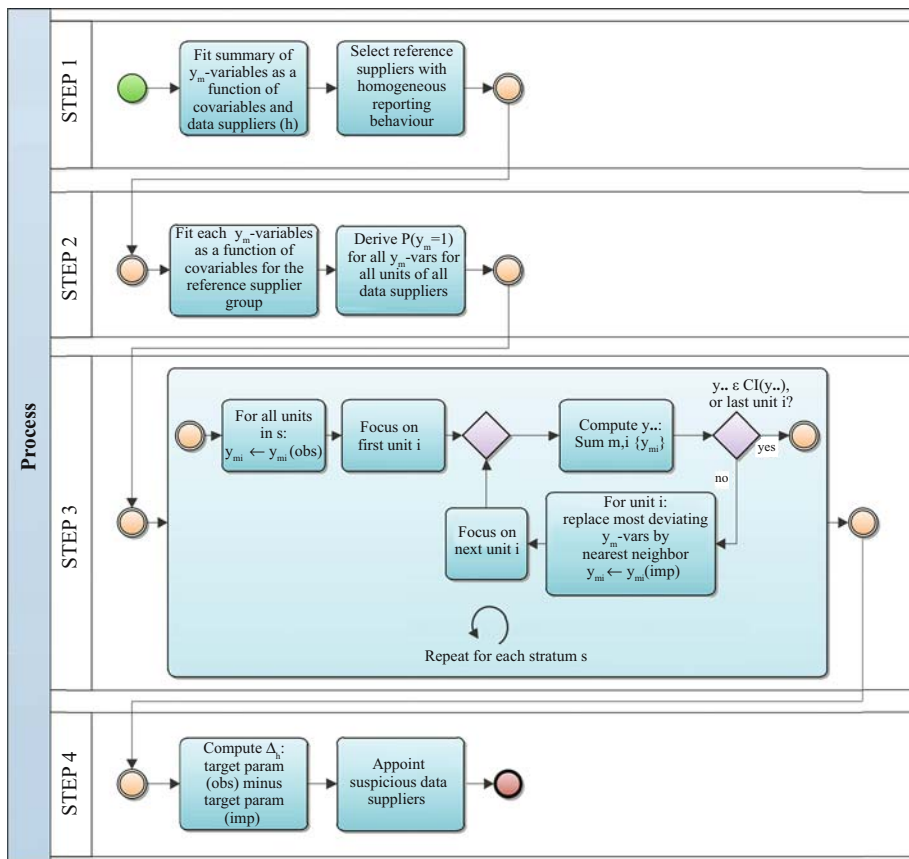 Process
STEP 1
Fit summary of
yₘ-variables as a
function of
covariables and
data suppliers (h)
Select reference
suppliers with
homogeneous
reporting
behaviour
STEP 2
Fit each yₘ-variables
as a function of
covariables for the
reference supplier
group
Derive P(yₘ=1)
for all yₘ-vars for
all units of all
data suppliers
STEP 3
For all units
in s:
yₘᵢ ← yₘᵢ (obs)
Focus on
first unit i
Compute y..:
Sum m,i {yₘᵢ}
y.. ε CI(y..),
or last unit i?
yes
no
For unit i:
replace most deviating
yₘ-vars by
nearest neighbor
yₘᵢ ← yₘᵢ(imp)
Focus on
next unit i
Repeat for each stratum s
STEP 4
Compute Δₕ:
target param
(obs) minus
target param
(imp)
Appoint
suspicious data
suppliers